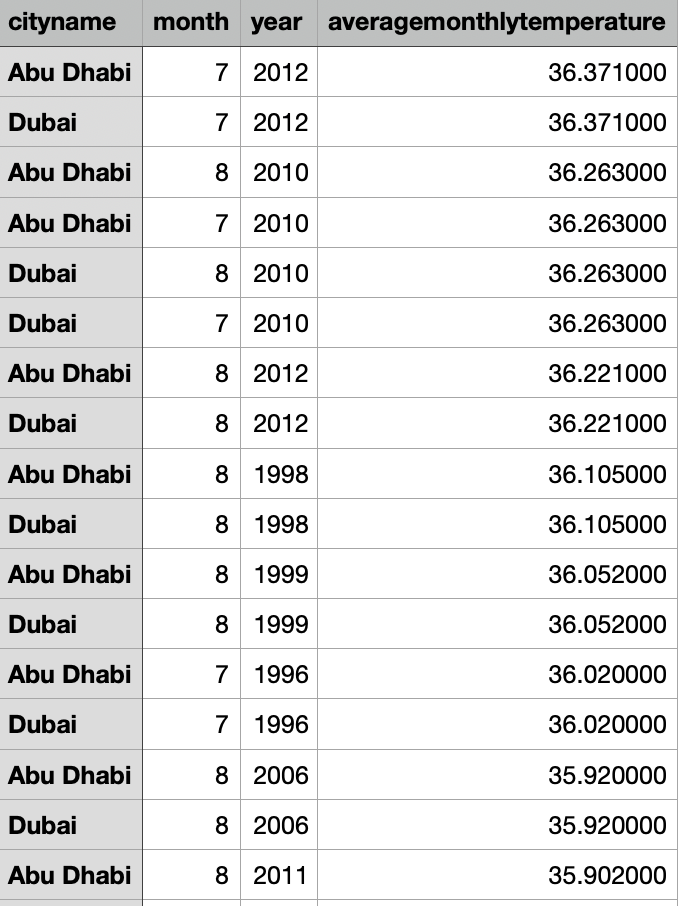 cityname month year averagemonthlytemperature
Abu Dhabi 7 2012 36.371000
Dubai 7 2012 36.371000
Abu Dhabi 8 2010 36.263000
Abu Dhabi 7 2010 36.263000
Dubai 8 2010 36.263000
Dubai 7 2010 36.263000
Abu Dhabi 8 2012 36.221000
Dubai 8 2012 36.221000
Abu Dhabi 8 1998 36.105000
Dubai 8 1998 36.105000
Abu Dhabi 8 1999 36.052000
Dubai 8 1999 36.052000
Abu Dhabi 7 1996 36.020000
Dubai 7 1996 36.020000
Abu Dhabi 8 2006 35.920000
Dubai 8 2006 35.920000
Abu Dhabi 8 2011 35.902000